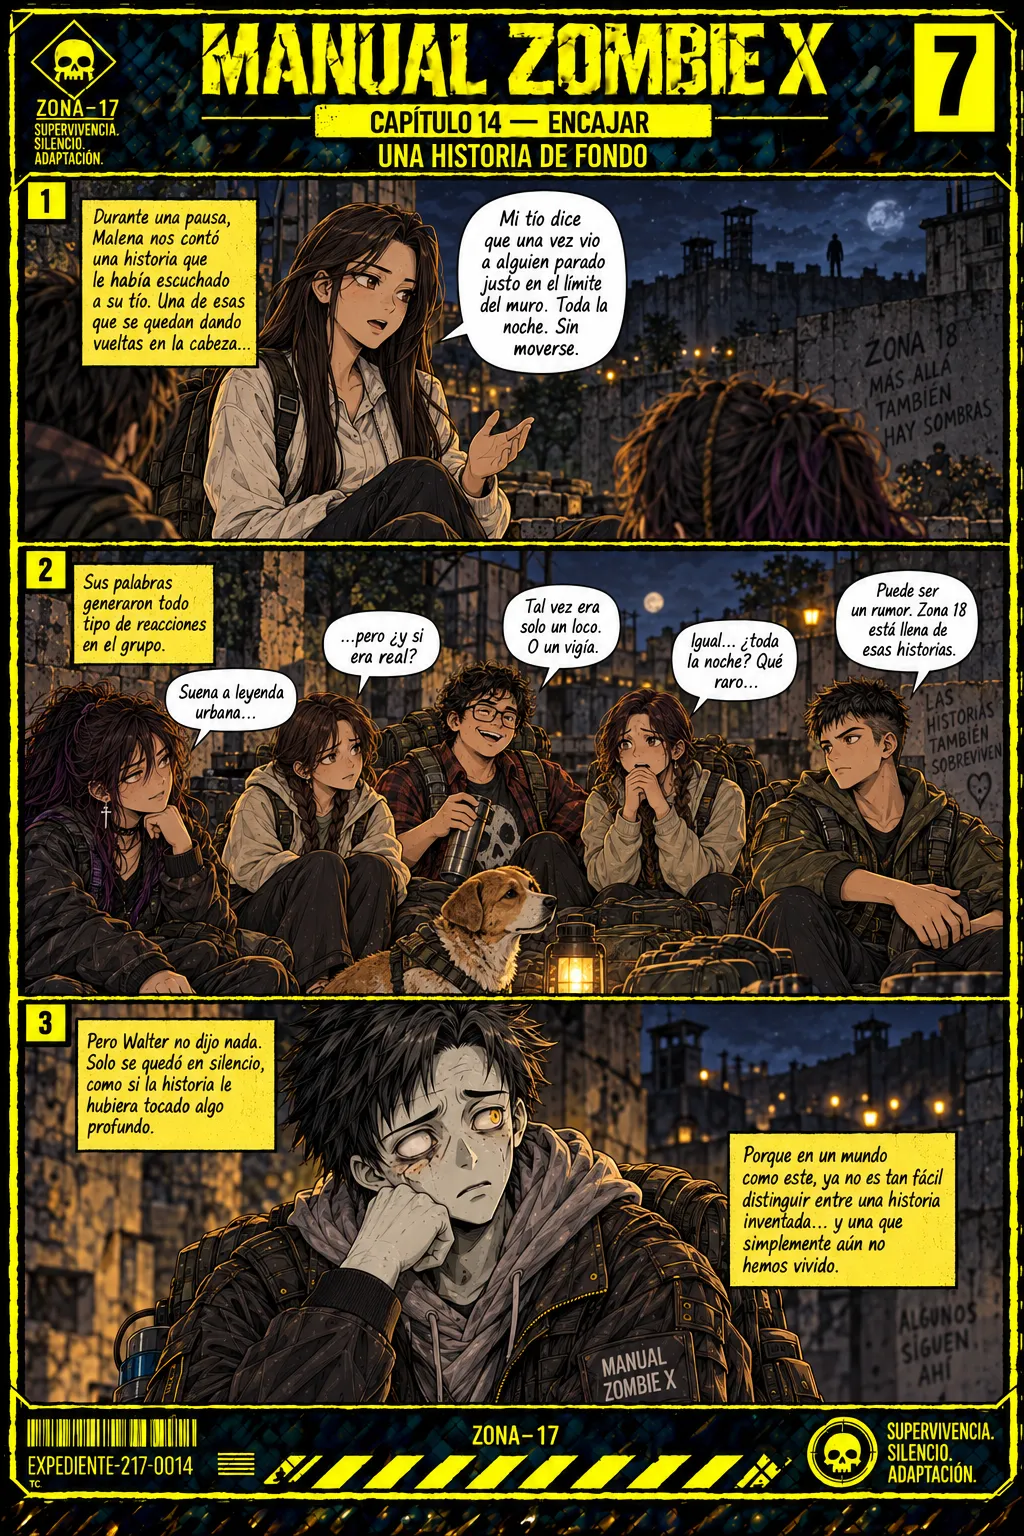 MANUAL ZOMBIE X
7
ZONA-17
SUPERVIVENCIA.
SILENCIO.
ADAPTACIÓN.
CAPÍTULO 14 — ENCAJAR
UNA HISTORIA DE FONDO
1
Durante una pausa,
Malena nos contó
una historia que
le había escuchado
a su tío. Una de esas
que se quedan dando
vueltas en la cabeza...
Mi tío dice
que una vez vio
a alguien parado
justo en el límite
del muro. Toda la
noche. Sin
moverse.
ZONA 18
MÁS ALLÁ
TAMBIÉN
HAY SOMBRAS
2
Sus palabras
generaron todo
tipo de reacciones
en el grupo.
Suena a leyenda
urbana...
...pero ¿y si
era real?
Tal vez era
solo un loco.
O un vigía.
Igual... ¿toda
la noche? Qué
raro...
Puede ser
un rumor. Zona 18
está llena de
esas historias.
LAS
HISTORIAS
TAMBIÉN
SOBREVIVEN
3
Pero Walter no dijo nada.
Solo se quedó en silencio,
como si la historia le
hubiera tocado algo
profundo.
Porque en un mundo
como este, ya no es tan fácil
distinguir entre una historia
inventada... y una que
simplemente aún no
hemos vivido.
ALGUNOS
SIGUEN
AHÍ
MANUAL
ZOMBIE X
EXPEDIENTE-217-0014
TC.
ZONA-17
SUPERVIVENCIA.
SILENCIO.
ADAPTACIÓN.